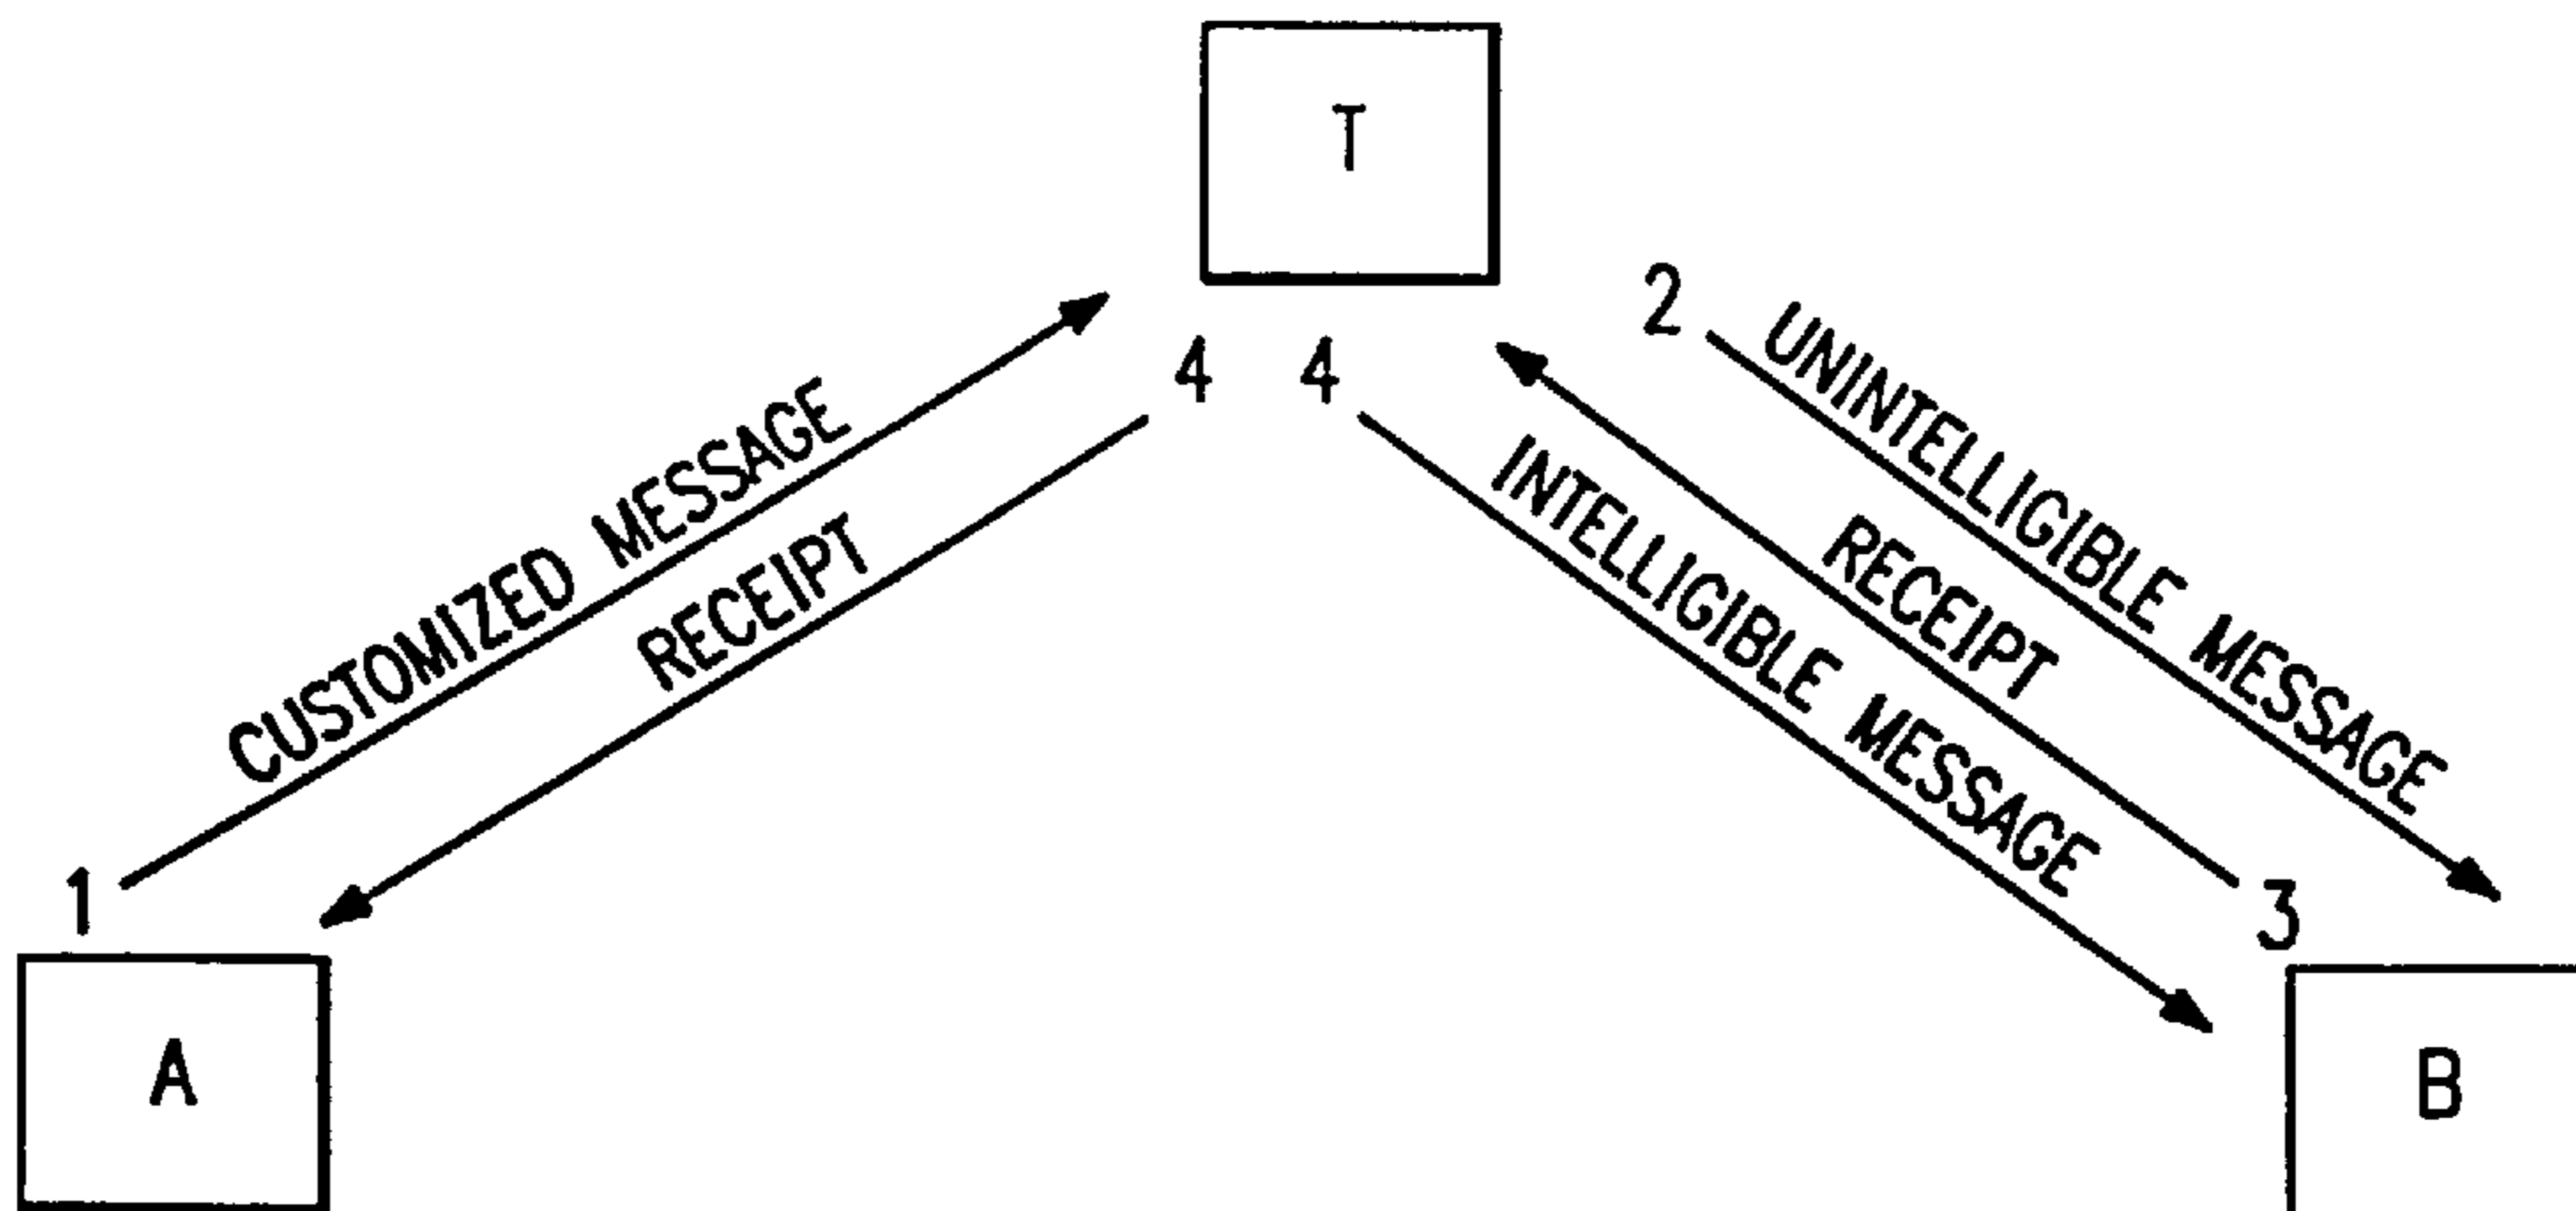 T
2 UNINTELLIGIBLE MESSAGE
4 4
CUSTOMIZED MESSAGE
RECEIPT
INTELLIGIBLE MESSAGE
RECEIPT
1
3
A
B